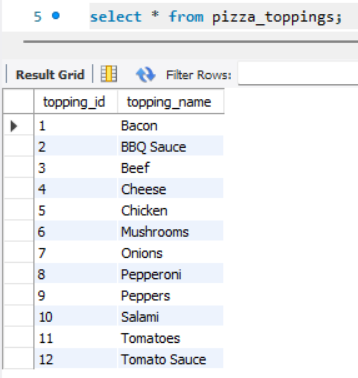 5 select * from pizza_toppings;
Result Grid Filter Rows:
topping_id topping_name
1 Bacon
2 BBQ Sauce
3 Beef
4 Cheese
5 Chicken
6 Mushrooms
7 Onions
8 Pepperoni
9 Peppers
10 Salami
11 Tomatoes
12 Tomato Sauce